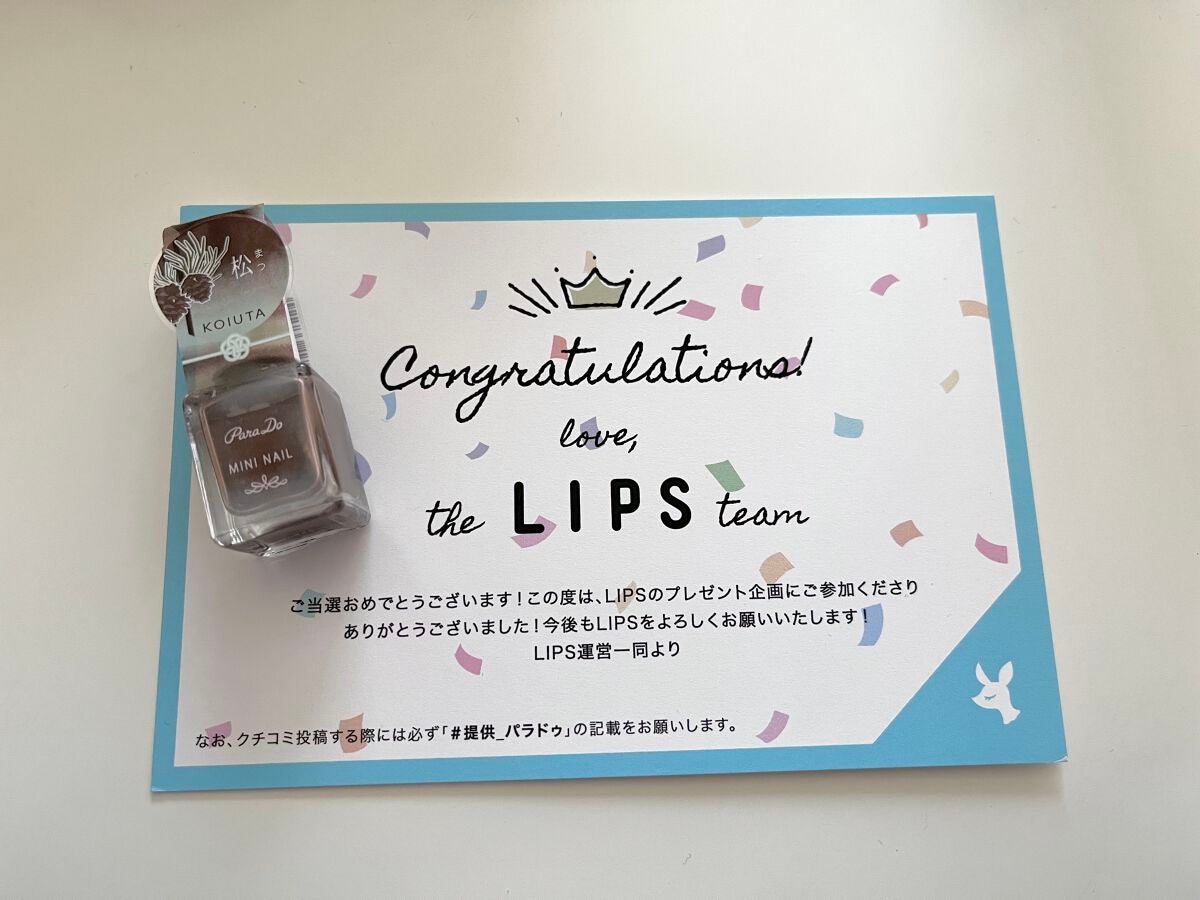 松
まつ
KOIUTA
ParaDo
MINI NAIL
Congratulations!
love,
the LIPS team
ご当選おめでとうございます！この度は、LIPSのプレゼント企画にご参加くださり
ありがとうございました！今後もLIPSをよろしくお願いいたします！
LIPS運営一同より
なお、クチコミ投稿する際には必ず「#提供_パラドゥ」の記載をお願いします。